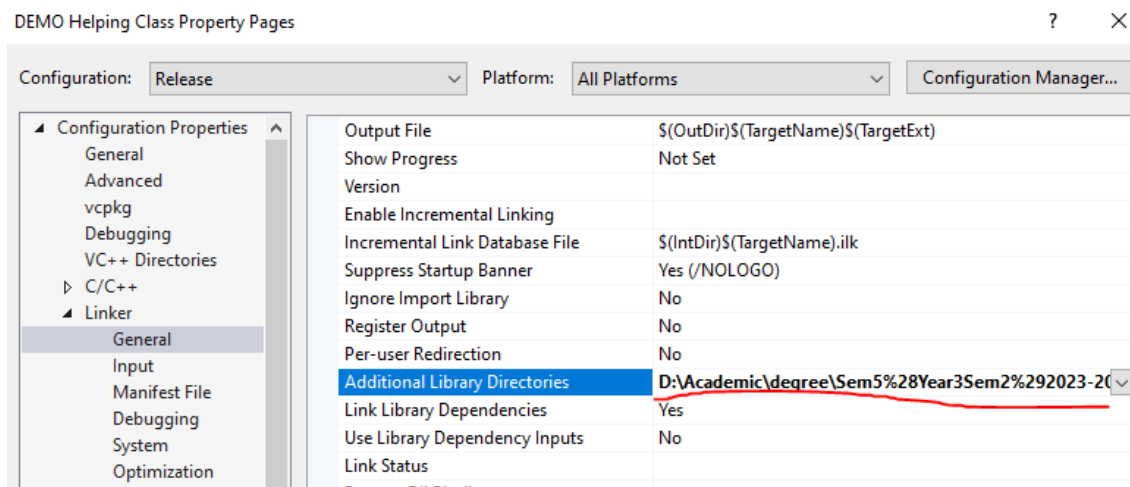 DEMO Helping Class Property Pages ? ×
Configuration: Release Platform: All Platforms Configuration Manager...
Configuration Properties
General
Advanced
vcpkg
Debugging
VC++ Directories
C/C++
Linker
General
Input
Manifest File
Debugging
System
Optimization
Output File $(OutDir)$(TargetName)$(TargetExt)
Show Progress Not Set
Version
Enable Incremental Linking
Incremental Link Database File $(IntDir)$(TargetName).ilk
Suppress Startup Banner Yes (/NOLOGO)
Ignore Import Library No
Register Output No
Per-user Redirection No
Additional Library Directories D:\Academic\degree\Sem5%28Year3Sem2%292023-20
Link Library Dependencies Yes
Use Library Dependency Inputs No
Link Status